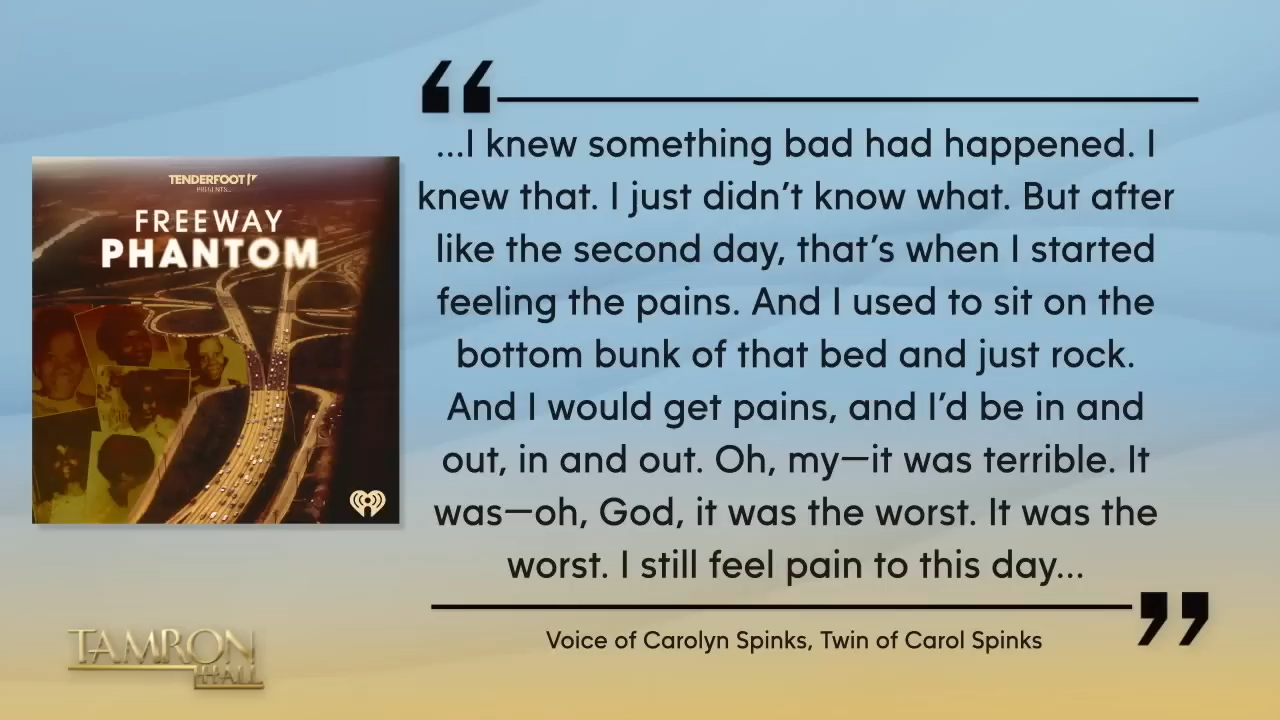 TENDERFOOT TV
PRESENTS...
FREEWAY
PHANTOM
“
...I knew something bad had happened. I
knew that. I just didn’t know what. But after
like the second day, that’s when I started
feeling the pains. And I used to sit on the
bottom bunk of that bed and just rock.
And I would get pains, and I’d be in and
out, in and out. Oh, my—it was terrible. It
was—oh, God, it was the worst. It was the
worst. I still feel pain to this day...
”
Voice of Carolyn Spinks, Twin of Carol Spinks
TAMRON
HALL